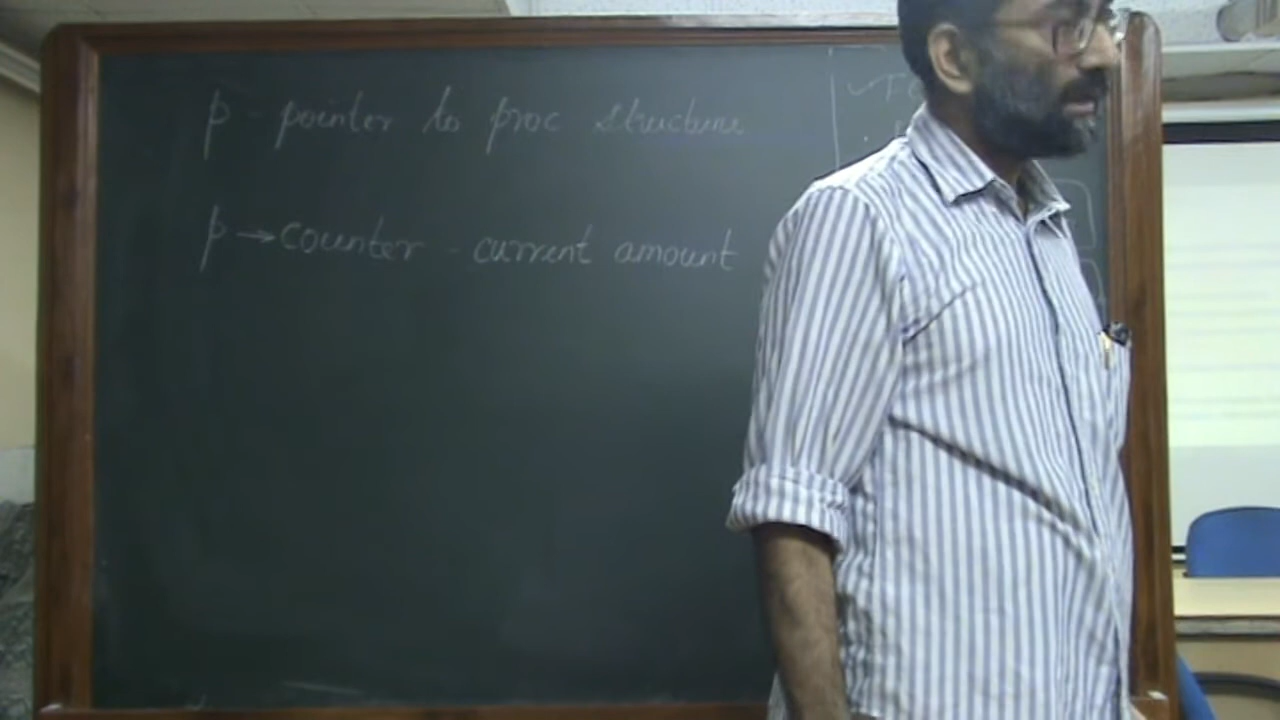 p - pointer to proc structure
p → counter - current amount